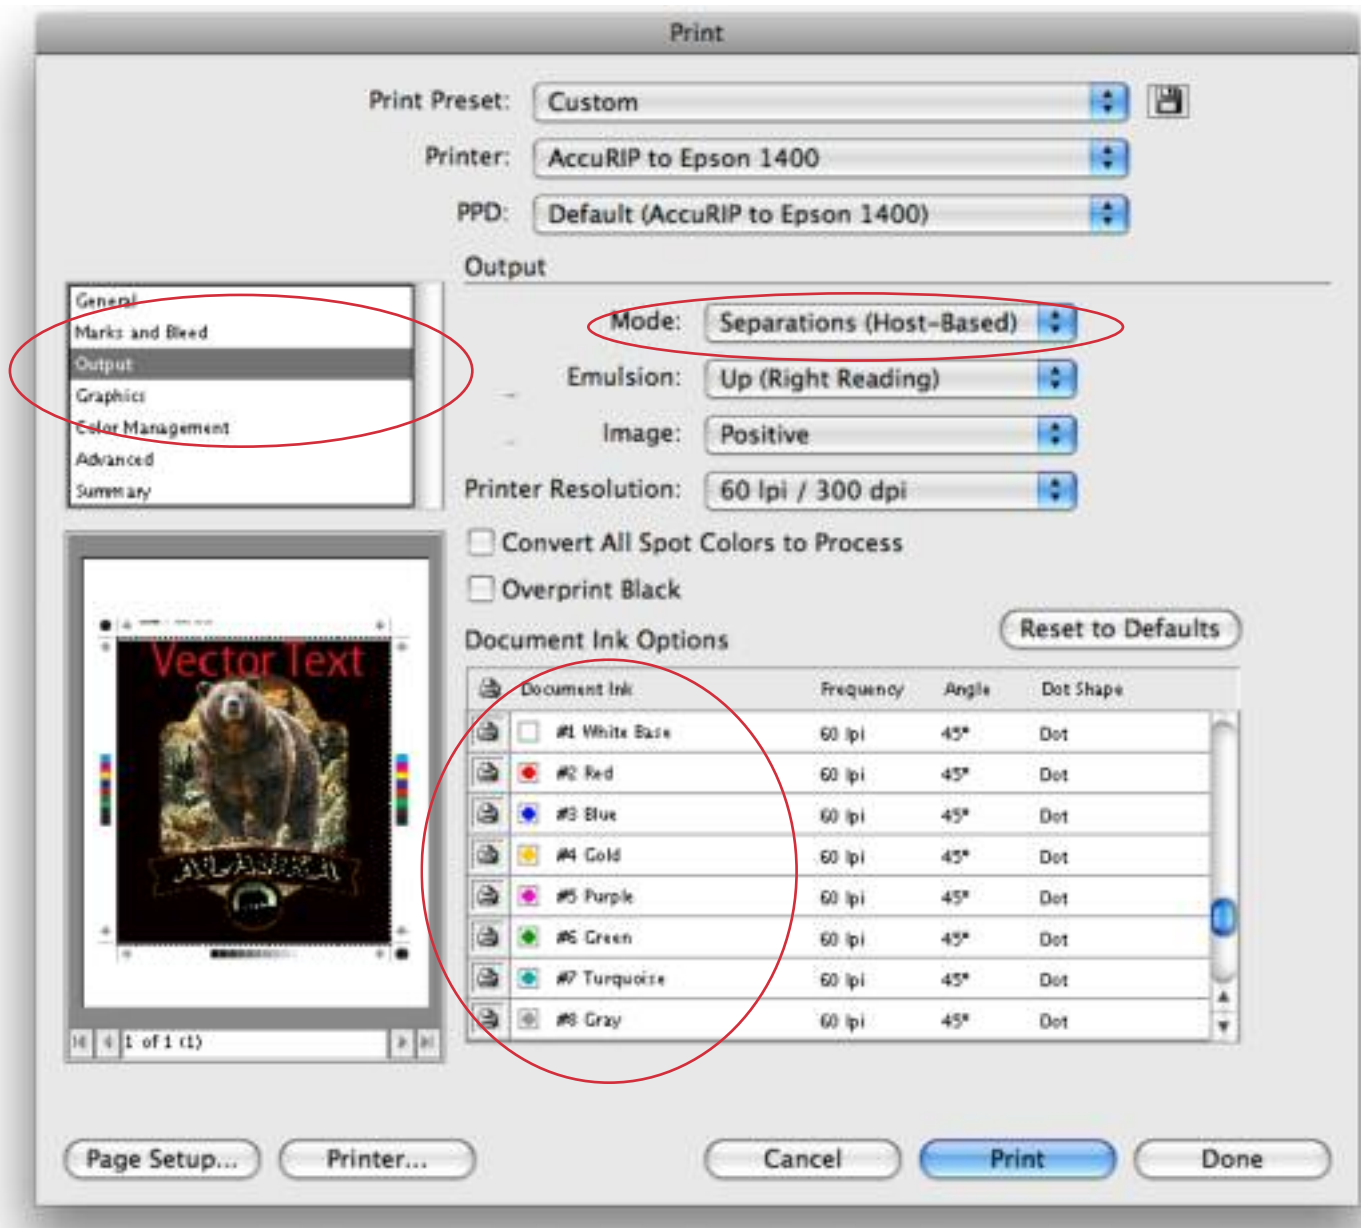 Print
Print Preset: Custom
Printer: AccuRIP to Epson 1400
PPD: Default (AccuRIP to Epson 1400)
General
Marks and Bleed
Output
Graphics
Color Management
Advanced
Summary
Output
Mode: Separations (Host-Based)
Emulsion: Up (Right Reading)
Image: Positive
Printer Resolution: 60 lpi / 300 dpi
Convert All Spot Colors to Process
Overprint Black
Document Ink Options
Reset to Defaults
Document Ink Frequency Angle Dot Shape
#1 White Base 60 lpi 45° Dot
#2 Red 60 lpi 45° Dot
#3 Blue 60 lpi 45° Dot
#4 Gold 60 lpi 45° Dot
#5 Purple 60 lpi 45° Dot
#6 Green 60 lpi 45° Dot
#7 Turquoise 60 lpi 45° Dot
#8 Gray 60 lpi 45° Dot
Vector Text
ALASKA
1 of 1 (1)
Page Setup... Printer... Cancel Print Done